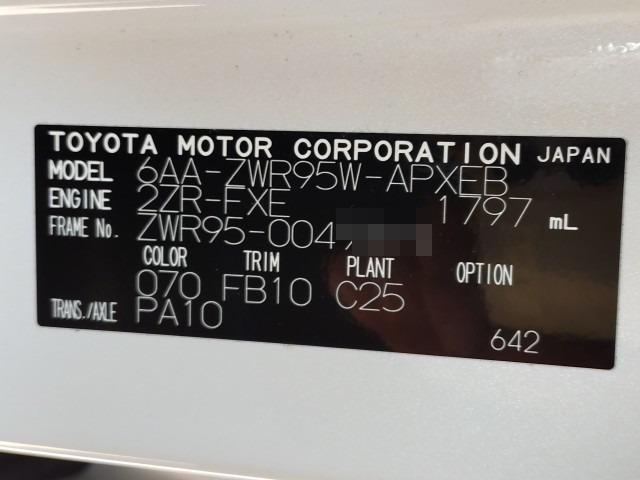 TOYOTA MOTOR CORPORATION JAPAN
MODEL 6AA-ZWR95W-APXEB
ENGINE 2ZR-FXE 1797 mL
FRAME No. ZWR95-004
COLOR TRIM PLANT OPTION
070 FB10 C25
TRANS./AXLE PA10
642